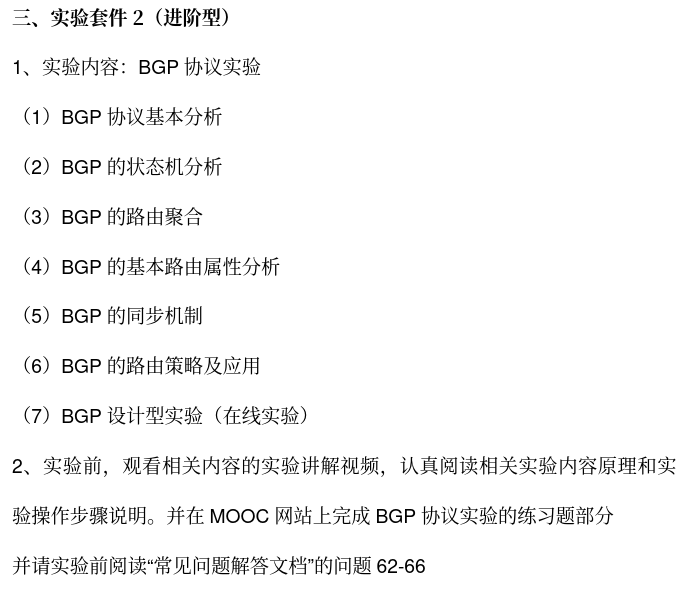 三、实验套件 2（进阶型）
1、实验内容：BGP 协议实验
（1）BGP 协议基本分析
（2）BGP 的状态机分析
（3）BGP 的路由聚合
（4）BGP 的基本路由属性分析
（5）BGP 的同步机制
（6）BGP 的路由策略及应用
（7）BGP 设计型实验（在线实验）
2、实验前，观看相关内容的实验讲解视频，认真阅读相关实验内容原理和实
验操作步骤说明。并在 MOOC 网站上完成 BGP 协议实验的练习题部分
并请实验前阅读“常见问题解答文档”的问题 62-66